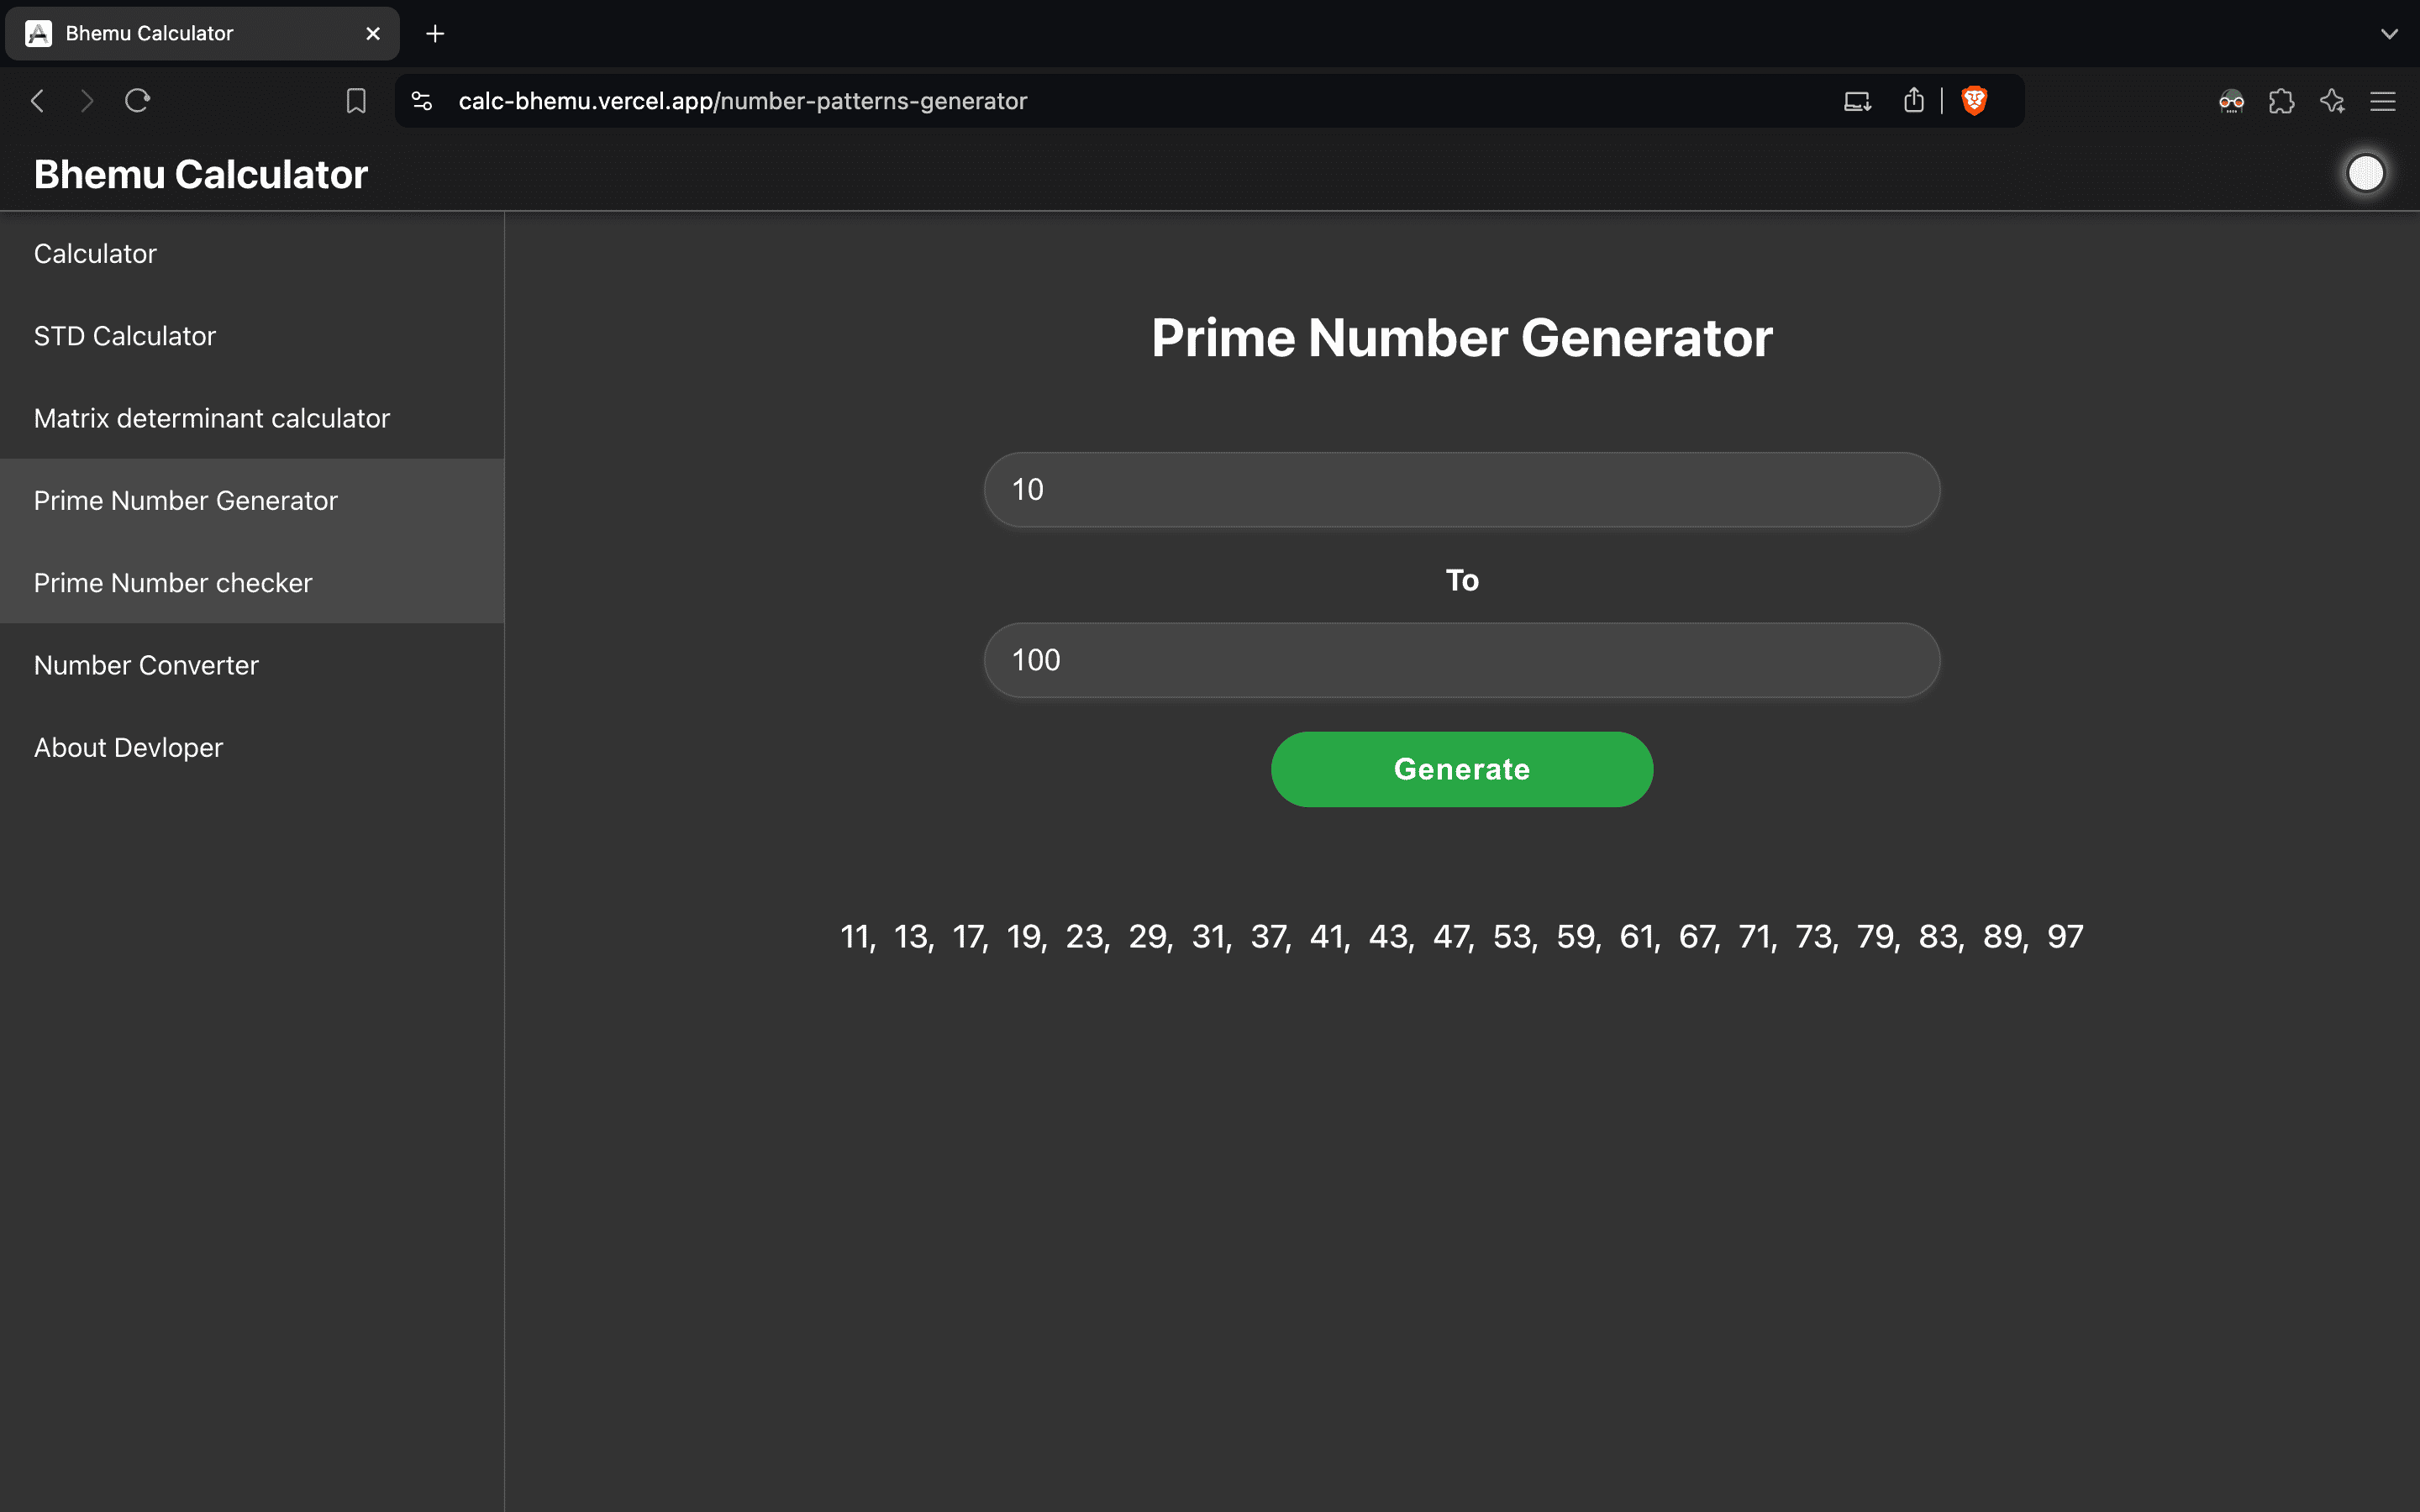 Bhemu Calculator
calc-bhemu.vercel.app/number-patterns-generator
Bhemu Calculator
Calculator
STD Calculator
Matrix determinant calculator
Prime Number Generator
Prime Number checker
Number Converter
About Devloper
Prime Number Generator
10
To
100
Generate
11, 13, 17, 19, 23, 29, 31, 37, 41, 43, 47, 53, 59, 61, 67, 71, 73, 79, 83, 89, 97